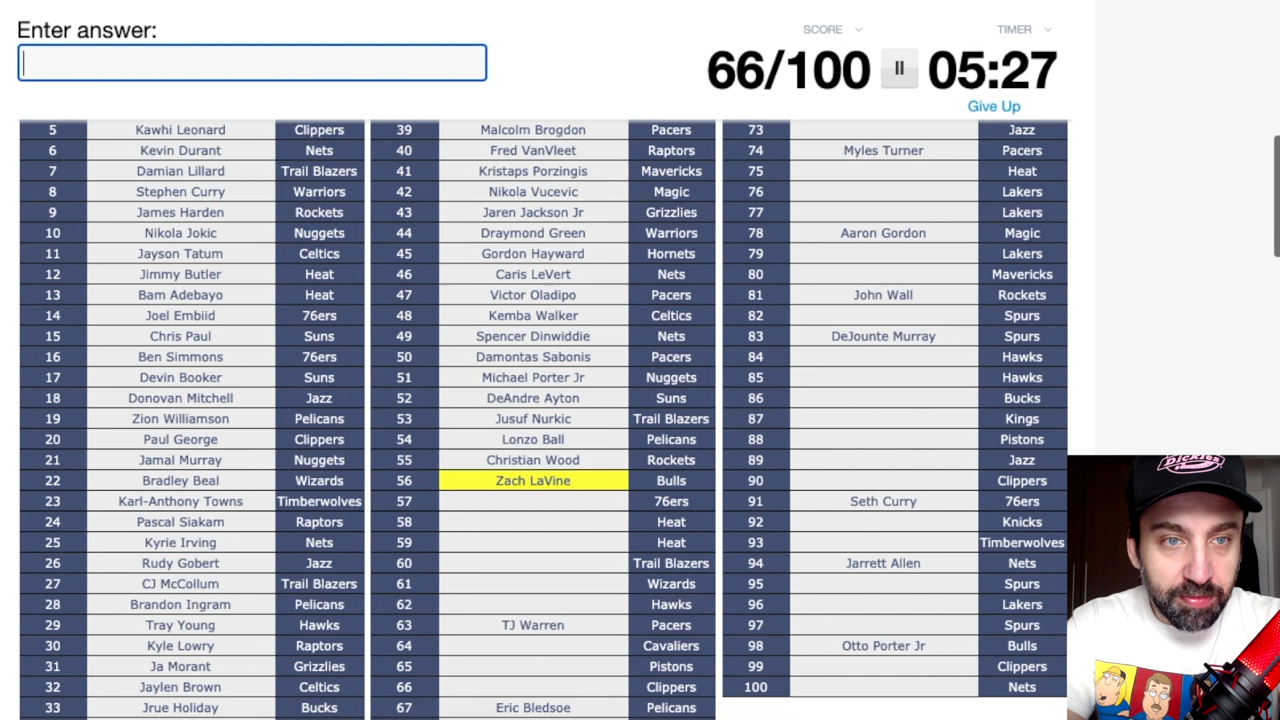 Enter answer:
SCORE
TIMER
66/100
05:27
Give Up
5 Kawhi Leonard Clippers
6 Kevin Durant Nets
7 Damian Lillard Trail Blazers
8 Stephen Curry Warriors
9 James Harden Rockets
10 Nikola Jokic Nuggets
11 Jayson Tatum Celtics
12 Jimmy Butler Heat
13 Bam Adebayo Heat
14 Joel Embiid 76ers
15 Chris Paul Suns
16 Ben Simmons 76ers
17 Devin Booker Suns
18 Donovan Mitchell Jazz
19 Zion Williamson Pelicans
20 Paul George Clippers
21 Jamal Murray Nuggets
22 Bradley Beal Wizards
23 Karl-Anthony Towns Timberwolves
24 Pascal Siakam Raptors
25 Kyrie Irving Nets
26 Rudy Gobert Jazz
27 CJ McCollum Trail Blazers
28 Brandon Ingram Pelicans
29 Tray Young Hawks
30 Kyle Lowry Raptors
31 Ja Morant Grizzlies
32 Jaylen Brown Celtics
33 Jrue Holiday Bucks
39 Malcolm Brogdon Pacers
40 Fred VanVleet Raptors
41 Kristaps Porzingis Mavericks
42 Nikola Vucevic Magic
43 Jaren Jackson Jr Grizzlies
44 Draymond Green Warriors
45 Gordon Hayward Hornets
46 Caris LeVert Nets
47 Victor Oladipo Pacers
48 Kemba Walker Celtics
49 Spencer Dinwiddie Nets
50 Damontas Sabonis Pacers
51 Michael Porter Jr Nuggets
52 DeAndre Ayton Suns
53 Jusuf Nurkic Trail Blazers
54 Lonzo Ball Pelicans
55 Christian Wood Rockets
56 Zach LaVine Bulls
57 76ers
58 Heat
59 Heat
60 Trail Blazers
61 Wizards
62 Hawks
63 TJ Warren Pacers
64 Cavaliers
65 Pistons
66 Clippers
67 Eric Bledsoe Pelicans
73 Jazz
74 Myles Turner Pacers
75 Heat
76 Lakers
77 Lakers
78 Aaron Gordon Magic
79 Lakers
80 Mavericks
81 John Wall Rockets
82 Spurs
83 DeJounte Murray Spurs
84 Hawks
85 Hawks
86 Bucks
87 Kings
88 Pistons
89 Jazz
90 Clippers
91 Seth Curry 76ers
92 Knicks
93 Timberwolves
94 Jarrett Allen Nets
95 Spurs
96 Lakers
97 Spurs
98 Otto Porter Jr Bulls
99 Clippers
100 Nets
DICKIES